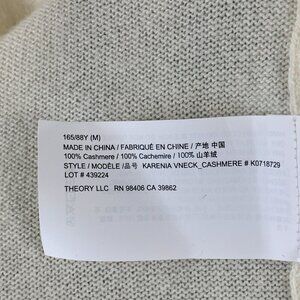 165/88Y (M)
MADE IN CHINA / FABRIQUÉ EN CHINE / 产地 中国
100% Cashmere / 100% Cachemire / 100% 山羊绒
STYLE / MODÈLE /品号 KARENIA VNECK_CASHMERE # K0718729
LOT # 439224
THEORY LLC RN 98406 CA 39862